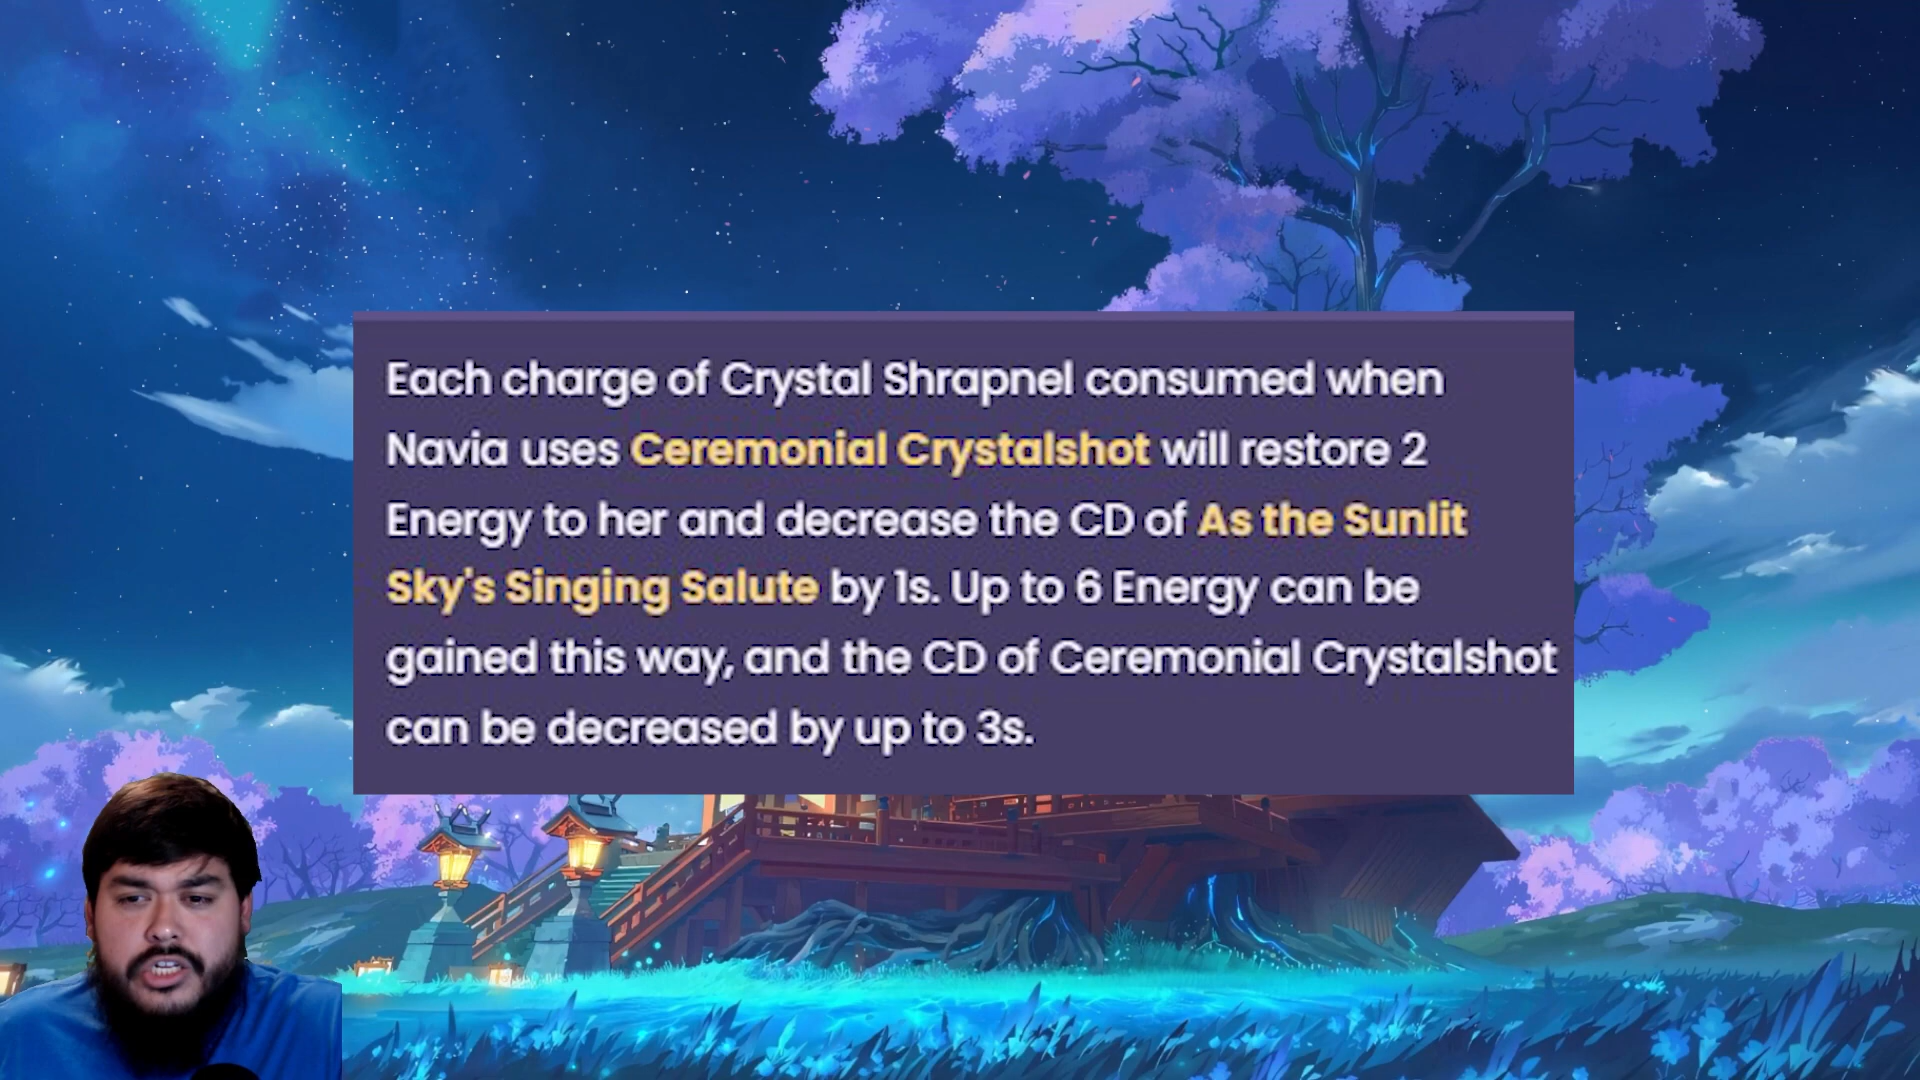 Each charge of Crystal Shrapnel consumed when
Navia uses Ceremonial Crystalshot will restore 2
Energy to her and decrease the CD of As the Sunlit
Sky's Singing Salute by 1s. Up to 6 Energy can be
gained this way, and the CD of Ceremonial Crystalshot
can be decreased by up to 3s.